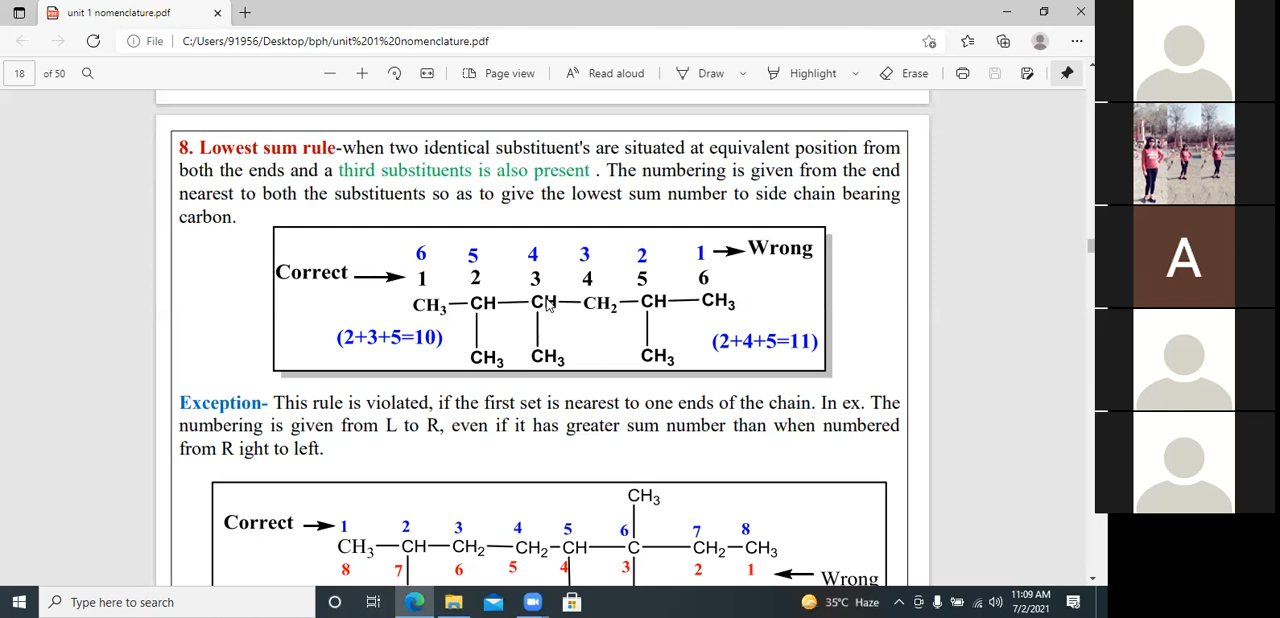 unit 1 nomenclature.pdf
File C:/Users/91956/Desktop/bph/unit%201%20nomenclature.pdf
18 of 50 Page view Read aloud Draw Highlight Erase
8. Lowest sum rule-when two identical substituent's are situated at equivalent position from
both the ends and a third substituents is also present . The numbering is given from the end
nearest to both the substituents so as to give the lowest sum number to side chain bearing
carbon.
6 5 4 3 2 1 Wrong
Correct 1 2 3 4 5 6
CH3 CH CH CH2 CH CH3
(2+3+5=10) (2+4+5=11)
CH3 CH3 CH3
Exception- This rule is violated, if the first set is nearest to one ends of the chain. In ex. The
numbering is given from L to R, even if it has greater sum number than when numbered
from R ight to left.
CH3
Correct 1 2 3 4 5 6 7 8
CH3 CH CH2 CH2 CH C CH2 CH3
8 7 6 5 4 3 2 1 Wrong
A
Type here to search
35°C Haze
11:09 AM
7/2/2021